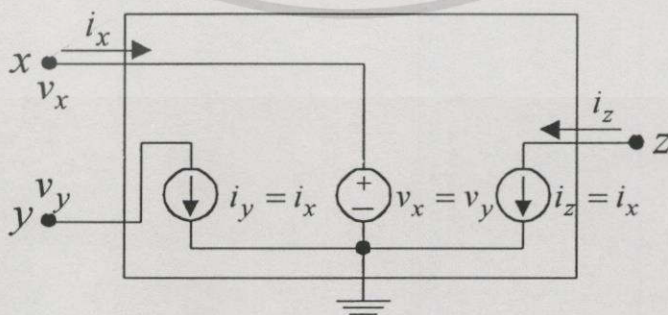 i_x
x
v_x
i_z
z
v_y
y
i_y = i_x
+
−
v_x = v_y
i_z = i_x